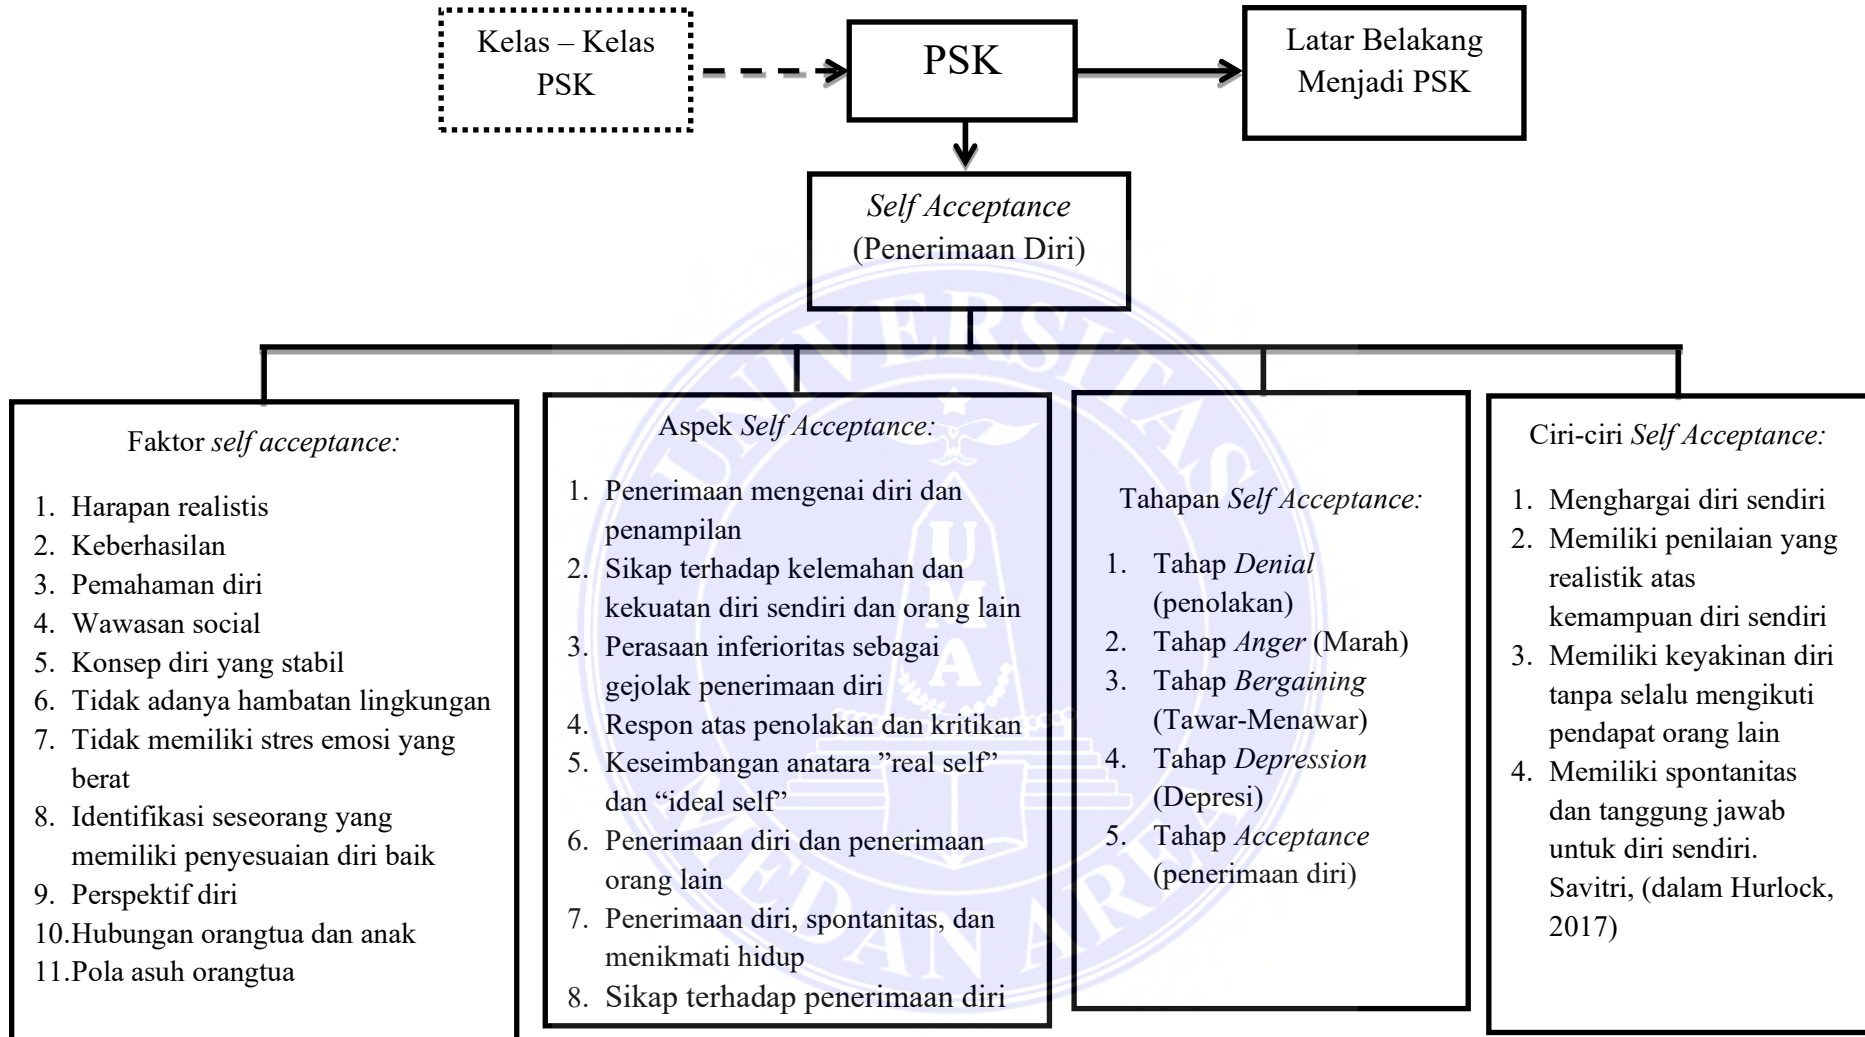 Kelas – Kelas
PSK
PSK
Latar Belakang
Menjadi PSK
Self Acceptance
(Penerimaan Diri)
Faktor self acceptance:
1. Harapan realistis
2. Keberhasilan
3. Pemahaman diri
4. Wawasan social
5. Konsep diri yang stabil
6. Tidak adanya hambatan lingkungan
7. Tidak memiliki stres emosi yang
berat
8. Identifikasi seseorang yang
memiliki penyesuaian diri baik
9. Perspektif diri
10.Hubungan orangtua dan anak
11.Pola asuh orangtua
Aspek Self Acceptance:
1. Penerimaan mengenai diri dan
penampilan
2. Sikap terhadap kelemahan dan
kekuatan diri sendiri dan orang lain
3. Perasaan inferioritas sebagai
gejolak penerimaan diri
4. Respon atas penolakan dan kritikan
5. Keseimbangan anatara ”real self”
dan “ideal self”
6. Penerimaan diri dan penerimaan
orang lain
7. Penerimaan diri, spontanitas, dan
menikmati hidup
8. Sikap terhadap penerimaan diri
Tahapan Self Acceptance:
1. Tahap Denial
(penolakan)
2. Tahap Anger (Marah)
3. Tahap Bergaining
(Tawar-Menawar)
4. Tahap Depression
(Depresi)
5. Tahap Acceptance
(penerimaan diri)
Ciri-ciri Self Acceptance:
1. Menghargai diri sendiri
2. Memiliki penilaian yang
realistik atas
kemampuan diri sendiri
3. Memiliki keyakinan diri
tanpa selalu mengikuti
pendapat orang lain
4. Memiliki spontanitas
dan tanggung jawab
untuk diri sendiri.
Savitri, (dalam Hurlock,
2017)
UNIVERSITAS
UMA
MEDAN AREA